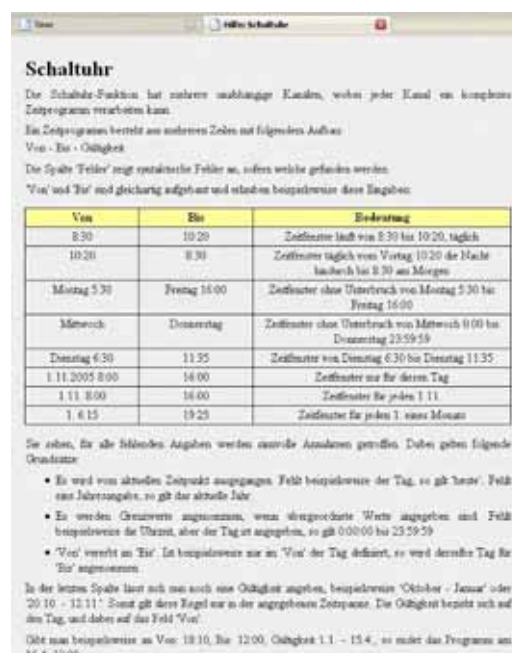 Hilfe Schaltuhr
Schaltuhr
Die Schaltuhr-Funktion hat mehrere unabhängige Kanälen, wobei jeder Kanal ein komplexes
Zeitprogramm verarbeiten kann.
Ein Zeitprogramm besteht aus mehreren Zeilen mit folgendem Aufbau:
Von - Bis - Gültigkeit
Die Spalte 'Fehler' zeigt syntaktische Fehler an, sofern welche gefunden werden.
'Von' und 'Bis' sind gleichartig aufgebaut und erlauben beispielsweise diese Eingaben:
Von Bis Bedeutung
8:30 10:20 Zeitfenster läuft von 8:30 bis 10:20, täglich
10:20 8:30 Zeitfenster täglich vom Vortag 10:20 die Nacht
hindurch bis 8:30 am Morgen
Montag 5:30 Freitag 16:00 Zeitfenster ohne Unterbruch von Montag 5:30 bis
Freitag 16:00
Mittwoch Donnerstag Zeitfenster ohne Unterbruch von Mittwoch 0:00 bis
Donnerstag 23:59:59
Dienstag 6:30 11:35 Zeitfenster von Dienstag 6:30 bis Dienstag 11:35
1.11.2005 8:00 16:00 Zeitfenster nur für diesen Tag
1.11. 8:00 16:00 Zeitfenster für jeden 1.11.
1. 6:15 19:25 Zeitfenster für jeden 1. eines Monats
Sie sehen, für alle fehlenden Angaben werden sinnvolle Annahmen getroffen. Dabei gelten folgende
Grundsätze:
• Es wird vom aktuellen Zeitpunkt ausgegangen. Fehlt beispielsweise der Tag, so gilt 'heute'. Fehlt
eine Jahresangabe, so gilt das aktuelle Jahr.
• Es werden Grenzwerte angenommen, wenn übergeordnete Werte angegeben sind. Fehlt
beispielsweise die Uhrzeit, aber der Tag ist angegeben, so gilt 0:00:00 bis 23:59:59
• 'Von' vererbt an 'Bis'. Ist beispielsweise nur im 'Von' der Tag definiert, so wird derselbe Tag für
'Bis' angenommen.
In der letzten Spalte lässt sich nun noch eine Gültigkeit angeben, beispielsweise 'Oktober - Januar' oder
'20.10. - 12.11.' Somit gilt diese Regel nur in der angegebenen Zeitspanne. Die Gültigkeit bezieht sich auf
den Tag, und dabei auf das Feld 'Von'.
Gibt man beispielsweise an Von: 18:10, Bis: 12:00, Gültigkeit 1.1. - 15.4., so endet das Programm am